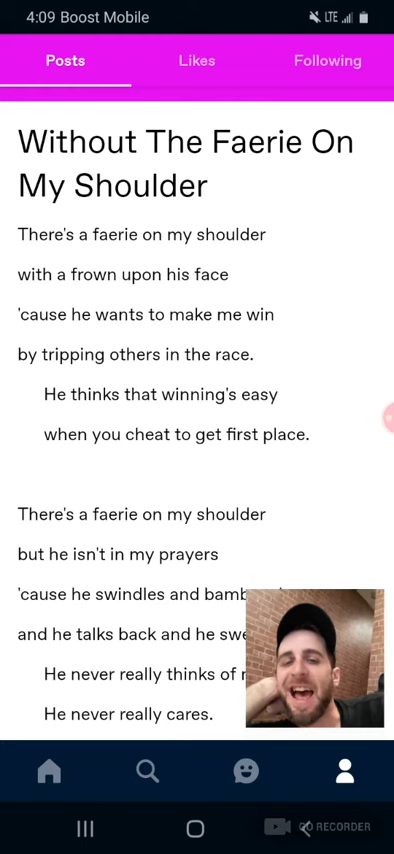 4:09 Boost Mobile LTE
Posts Likes Following
Without The Faerie On
My Shoulder
There's a faerie on my shoulder
with a frown upon his face
'cause he wants to make me win
by tripping others in the race.
He thinks that winning's easy
when you cheat to get first place.
There's a faerie on my shoulder
but he isn't in my prayers
'cause he swindles and
and he talks back and he
He never really thinks of
He never really cares.
GO RECORDER